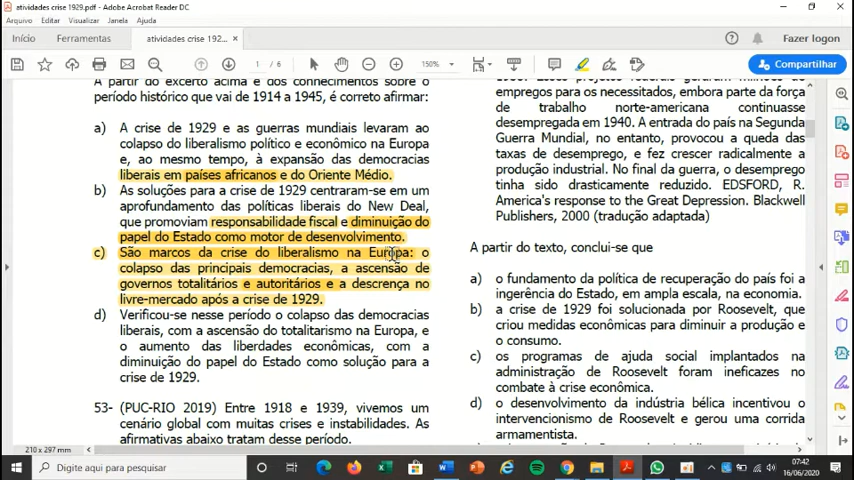 atividades crise 1929.pdf - Adobe Acrobat Reader DC
Arquivo Editar Visualizar Janela Ajuda
Início Ferramentas atividades crise 192... × Fazer logon
1 / 6 150% Compartilhar
A partir do excerto acima e dos conhecimentos sobre o
período histórico que vai de 1914 a 1945, é correto afirmar:
a) A crise de 1929 e as guerras mundiais levaram ao
colapso do liberalismo político e econômico na Europa
e, ao mesmo tempo, à expansão das democracias
liberais em países africanos e do Oriente Médio.
b) As soluções para a crise de 1929 centraram-se em um
aprofundamento das políticas liberais do New Deal,
que promoviam responsabilidade fiscal e diminuição do
papel do Estado como motor de desenvolvimento.
c) São marcos da crise do liberalismo na Europa: o
colapso das principais democracias, a ascensão de
governos totalitários e autoritários e a descrença no
livre-mercado após a crise de 1929.
d) Verificou-se nesse período o colapso das democracias
liberais, com a ascensão do totalitarismo na Europa, e
o aumento das liberdades econômicas, com a
diminuição do papel do Estado como solução para a
crise de 1929.
53- (PUC-RIO 2019) Entre 1918 e 1939, vivemos um
cenário global com muitas crises e instabilidades. As
afirmativas abaixo tratam desse período.
empregos para os necessitados, embora parte da força
de trabalho norte-americana continuasse
desempregada em 1940. A entrada do país na Segunda
Guerra Mundial, no entanto, provocou a queda das
taxas de desemprego, e fez crescer radicalmente a
produção industrial. No final da guerra, o desemprego
tinha sido drasticamente reduzido. EDSFORD, R.
America's response to the Great Depression. Blackwell
Publishers, 2000 (tradução adaptada)
A partir do texto, conclui-se que
a) o fundamento da política de recuperação do país foi a
ingerência do Estado, em ampla escala, na economia.
b) a crise de 1929 foi solucionada por Roosevelt, que
criou medidas econômicas para diminuir a produção e
o consumo.
c) os programas de ajuda social implantados na
administração de Roosevelt foram ineficazes no
combate à crise econômica.
d) o desenvolvimento da indústria bélica incentivou o
intervencionismo de Roosevelt e gerou uma corrida
armamentista.
210 x 297 mm
Digite aqui para pesquisar
07:42
16/06/2020